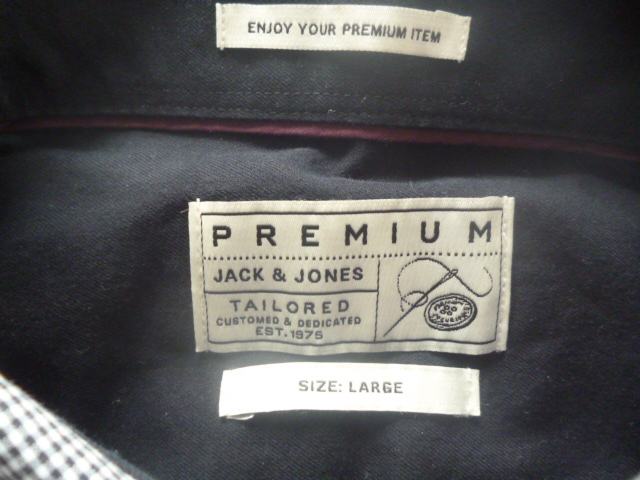 ENJOY YOUR PREMIUM ITEM
PREMIUM
JACK & JONES
TAILORED
CUSTOMED & DEDICATED
EST. 1975
SIZE: LARGE